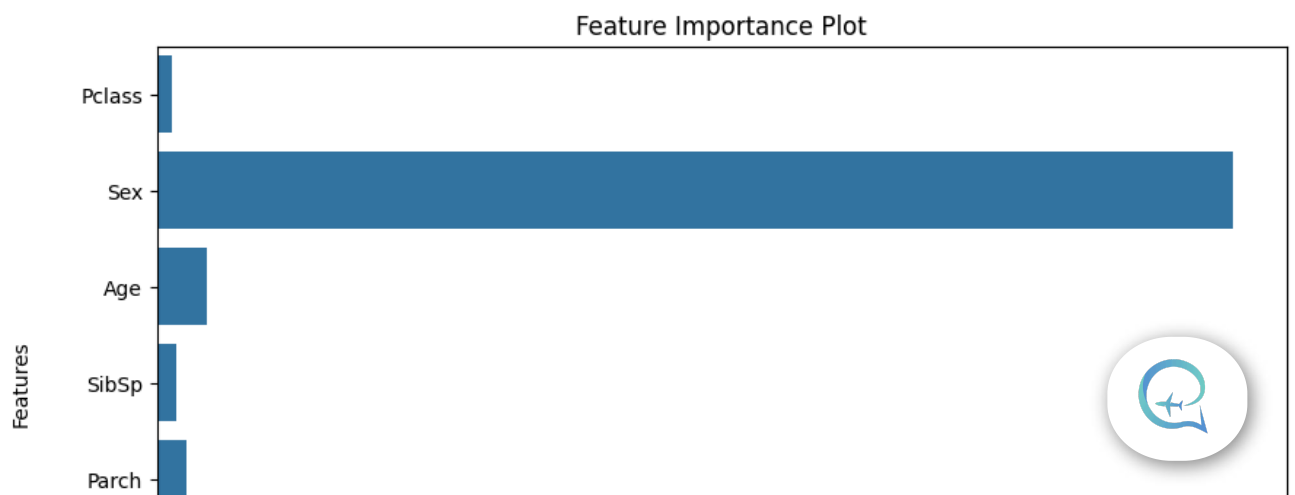 Feature Importance Plot
Pclass
Sex
Age
SibSp
Parch
Features